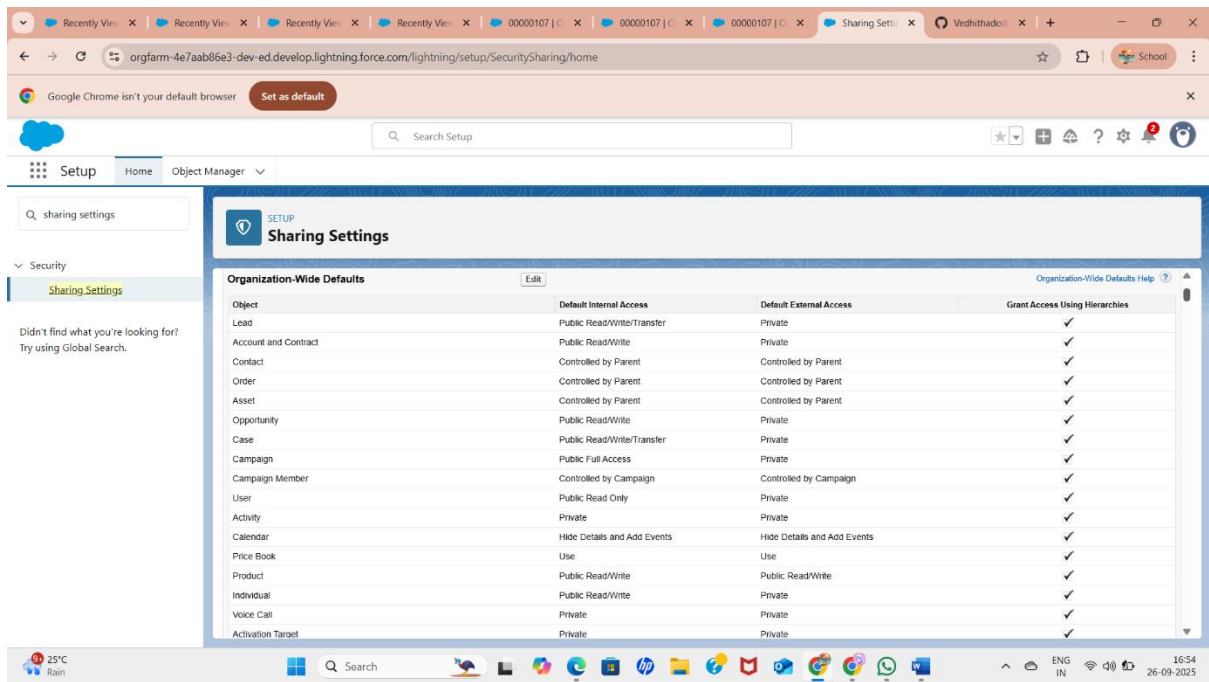 Recently View
Recently View
Recently View
Recently View
00000107 | O
00000107 | O
00000107 | O
Sharing Setti
Vedhithadod
orgfarm-4e7aab86e3-dev-ed.develop.lightning.force.com/lightning/setup/SecuritySharing/home
School
Google Chrome isn't your default browser Set as default
Search Setup
2
Setup Home Object Manager
sharing settings
SETUP
Sharing Settings
Security
Sharing Settings
Didn't find what you're looking for?
Try using Global Search.
Organization-Wide Defaults Edit Organization-Wide Defaults Help ?
Object Default Internal Access Default External Access Grant Access Using Hierarchies
Lead Public Read/Write/Transfer Private
Account and Contract Public Read/Write Private
Contact Controlled by Parent Controlled by Parent
Order Controlled by Parent Controlled by Parent
Asset Controlled by Parent Controlled by Parent
Opportunity Public Read/Write Private
Case Public Read/Write/Transfer Private
Campaign Public Full Access Private
Campaign Member Controlled by Campaign Controlled by Campaign
User Public Read Only Private
Activity Private Private
Calendar Hide Details and Add Events Hide Details and Add Events
Price Book Use Use
Product Public Read/Write Public Read/Write
Individual Public Read/Write Private
Voice Call Private Private
Activation Target Private Private
9+
25°C
Rain
Search
hp
W
ENG
IN
16:54
26-09-2025